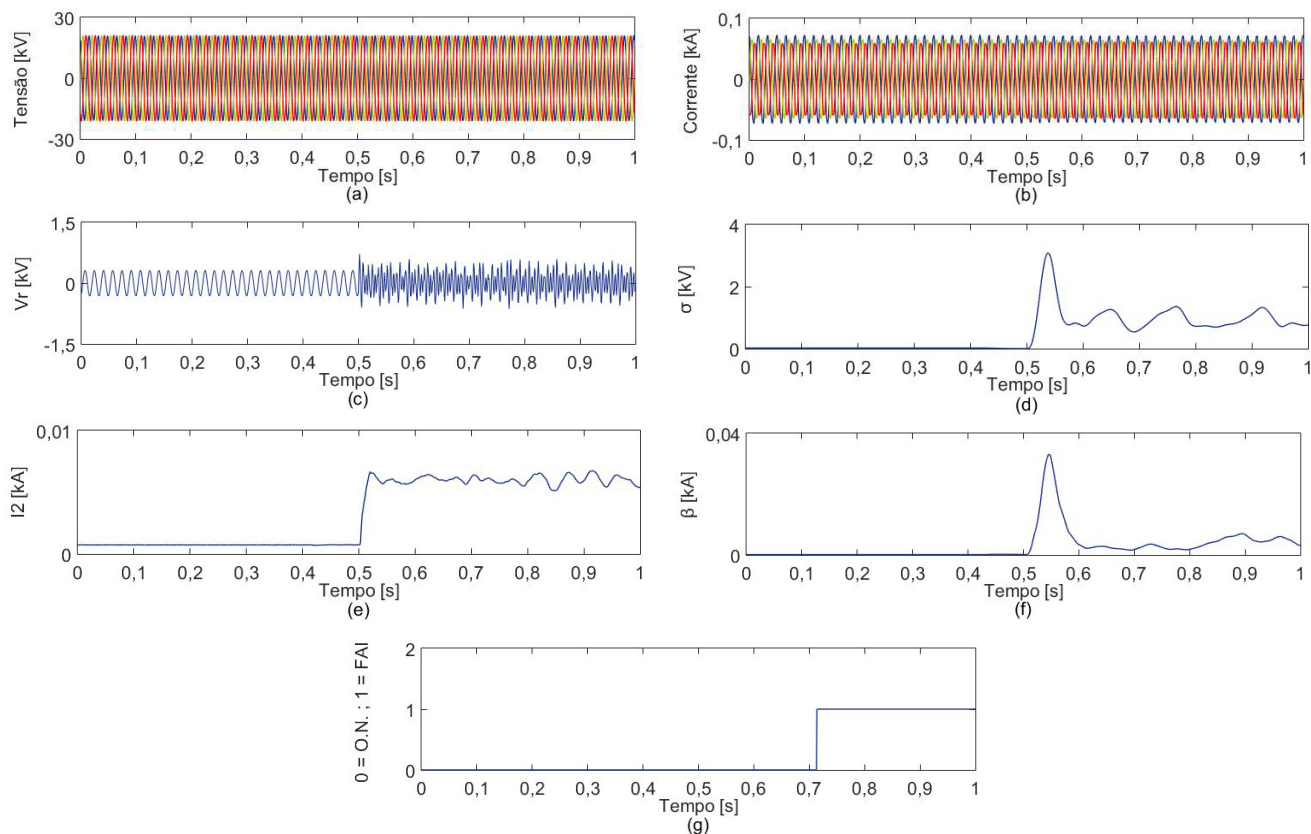 30
0
-30
Tensão [kV]
0 0,1 0,2 0,3 0,4 0,5 0,6 0,7 0,8 0,9 1
Tempo [s]
(a)
0,1
0
-0,1
Corrente [kA]
0 0,1 0,2 0,3 0,4 0,5 0,6 0,7 0,8 0,9 1
Tempo [s]
(b)
1,5
0
-1,5
Vr [kV]
0 0,1 0,2 0,3 0,4 0,5 0,6 0,7 0,8 0,9 1
Tempo [s]
(c)
4
2
0
σ [kV]
0 0,1 0,2 0,3 0,4 0,5 0,6 0,7 0,8 0,9 1
Tempo [s]
(d)
0,01
0
I2 [kA]
0 0,1 0,2 0,3 0,4 0,5 0,6 0,7 0,8 0,9 1
Tempo [s]
(e)
0,04
0
β [kA]
0 0,1 0,2 0,3 0,4 0,5 0,6 0,7 0,8 0,9 1
Tempo [s]
(f)
2
1
0
0 = O.N. ; 1 = FAI
0 0,1 0,2 0,3 0,4 0,5 0,6 0,7 0,8 0,9 1
Tempo [s]
(g)